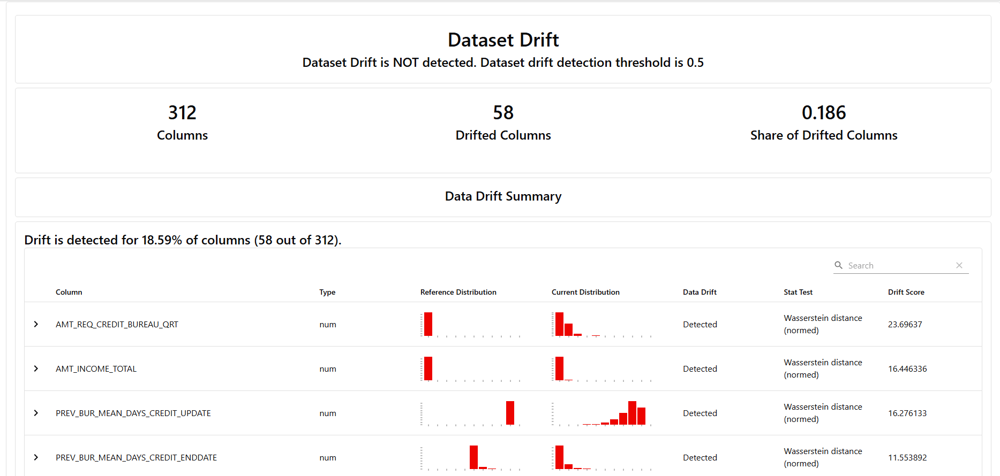 Dataset Drift
Dataset Drift is NOT detected. Dataset drift detection threshold is 0.5
312
Columns
58
Drifted Columns
0.186
Share of Drifted Columns
Data Drift Summary
Drift is detected for 18.59% of columns (58 out of 312).
Search
Column Type Reference Distribution Current Distribution Data Drift Stat Test Drift Score
AMT_REQ_CREDIT_BUREAU_QRT num Detected Wasserstein distance (normed) 23.69637
AMT_INCOME_TOTAL num Detected Wasserstein distance (normed) 16.446336
PREV_BUR_MEAN_DAYS_CREDIT_UPDATE num Detected Wasserstein distance (normed) 16.276133
PREV_BUR_MEAN_DAYS_CREDIT_ENDDATE num Detected Wasserstein distance (normed) 11.553892